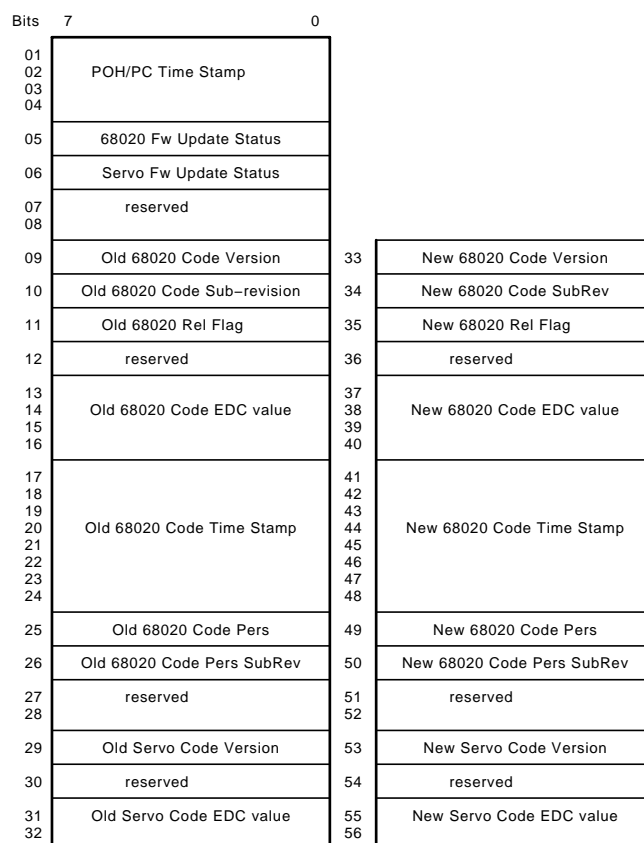 Bits 7 0
01
02 POH/PC Time Stamp
03
04
05 68020 Fw Update Status
06 Servo Fw Update Status
07 reserved
08
09 Old 68020 Code Version
10 Old 68020 Code Sub−revision
11 Old 68020 Rel Flag
12 reserved
13
14 Old 68020 Code EDC value
15
16
17
18
19
20 Old 68020 Code Time Stamp
21
22
23
24
25 Old 68020 Code Pers
26 Old 68020 Code Pers SubRev
27 reserved
28
29 Old Servo Code Version
30 reserved
31 Old Servo Code EDC value
32
33 New 68020 Code Version
34 New 68020 Code SubRev
35 New 68020 Rel Flag
36 reserved
37
38 New 68020 Code EDC value
39
40
41
42
43
44 New 68020 Code Time Stamp
45
46
47
48
49 New 68020 Code Pers
50 New 68020 Code Pers SubRev
51 reserved
52
53 New Servo Code Version
54 reserved
55 New Servo Code EDC value
56